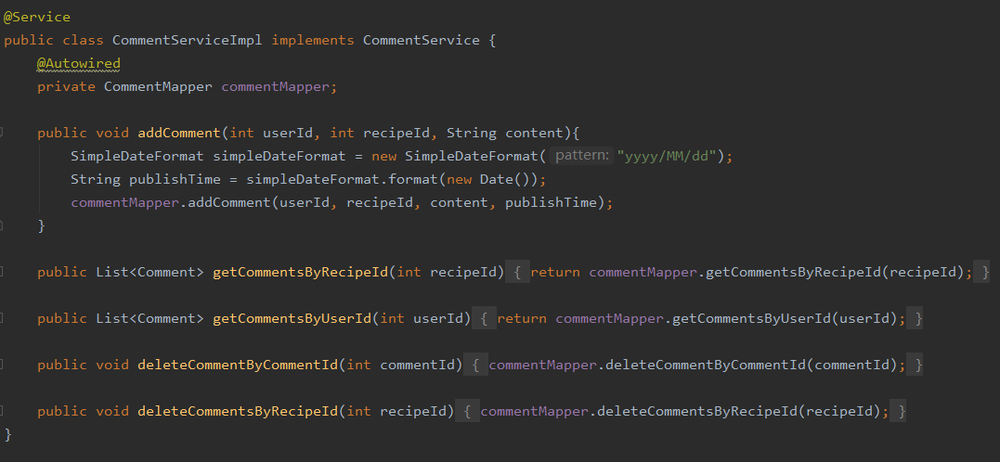 @Service
public class CommentServiceImpl implements CommentService {
    @Autowired
    private CommentMapper commentMapper;
    public void addComment(int userId, int recipeId, String content){
        SimpleDateFormat simpleDateFormat = new SimpleDateFormat( pattern: "yyyy/MM/dd");
        String publishTime = simpleDateFormat.format(new Date());
        commentMapper.addComment(userId, recipeId, content, publishTime);
    }
    public List<Comment> getCommentsByRecipeId(int recipeId) { return commentMapper.getCommentsByRecipeId(recipeId); }
    public List<Comment> getCommentsByUserId(int userId) { return commentMapper.getCommentsByUserId(userId); }
    public void deleteCommentByCommentId(int commentId) { commentMapper.deleteCommentByCommentId(commentId); }
    public void deleteCommentsByRecipeId(int recipeId) { commentMapper.deleteCommentsByRecipeId(recipeId); }
}